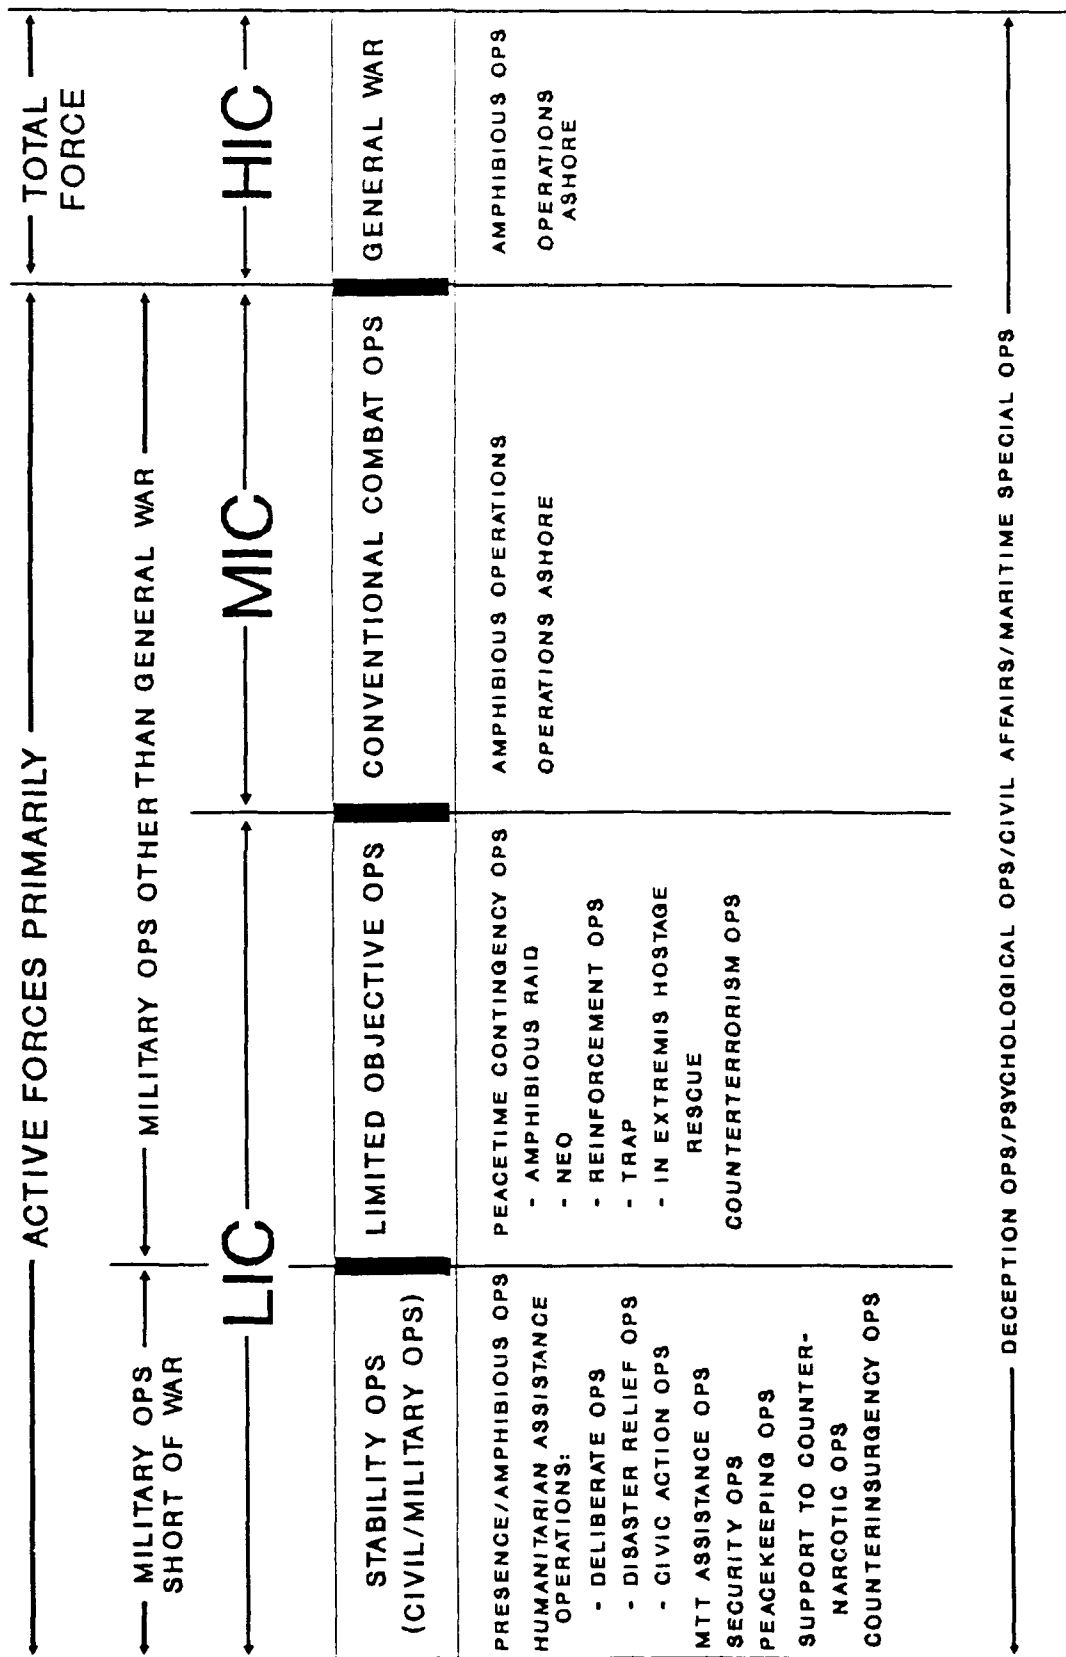 ACTIVE FORCES PRIMARILY
TOTAL
FORCE
MILITARY OPS
SHORT OF WAR
MILITARY OPS OTHER THAN GENERAL WAR
LIC
MIC
HIC
STABILITY OPS
(CIVIL/MILITARY OPS)
LIMITED OBJECTIVE OPS
CONVENTIONAL COMBAT OPS
GENERAL WAR
PRESENCE/AMPHIBIOUS OPS
HUMANITARIAN ASSISTANCE
OPERATIONS:
- DELIBERATE OPS
- DISASTER RELIEF OPS
- CIVIC ACTION OPS
MTT ASSISTANCE OPS
SECURITY OPS
PEACEKEEPING OPS
SUPPORT TO COUNTER-
NARCOTIC OPS
COUNTERINSURGENCY OPS
PEACETIME CONTINGENCY OPS
- AMPHIBIOUS RAID
- NEO
- REINFORCEMENT OPS
- TRAP
- IN EXTREMIS HOSTAGE
RESCUE
COUNTERTERRORISM OPS
AMPHIBIOUS OPERATIONS
OPERATIONS ASHORE
AMPHIBIOUS OPS
OPERATIONS
ASHORE
DECEPTION OPS/PSYCHOLOGICAL OPS/CIVIL AFFAIRS/MARITIME SPECIAL OPS